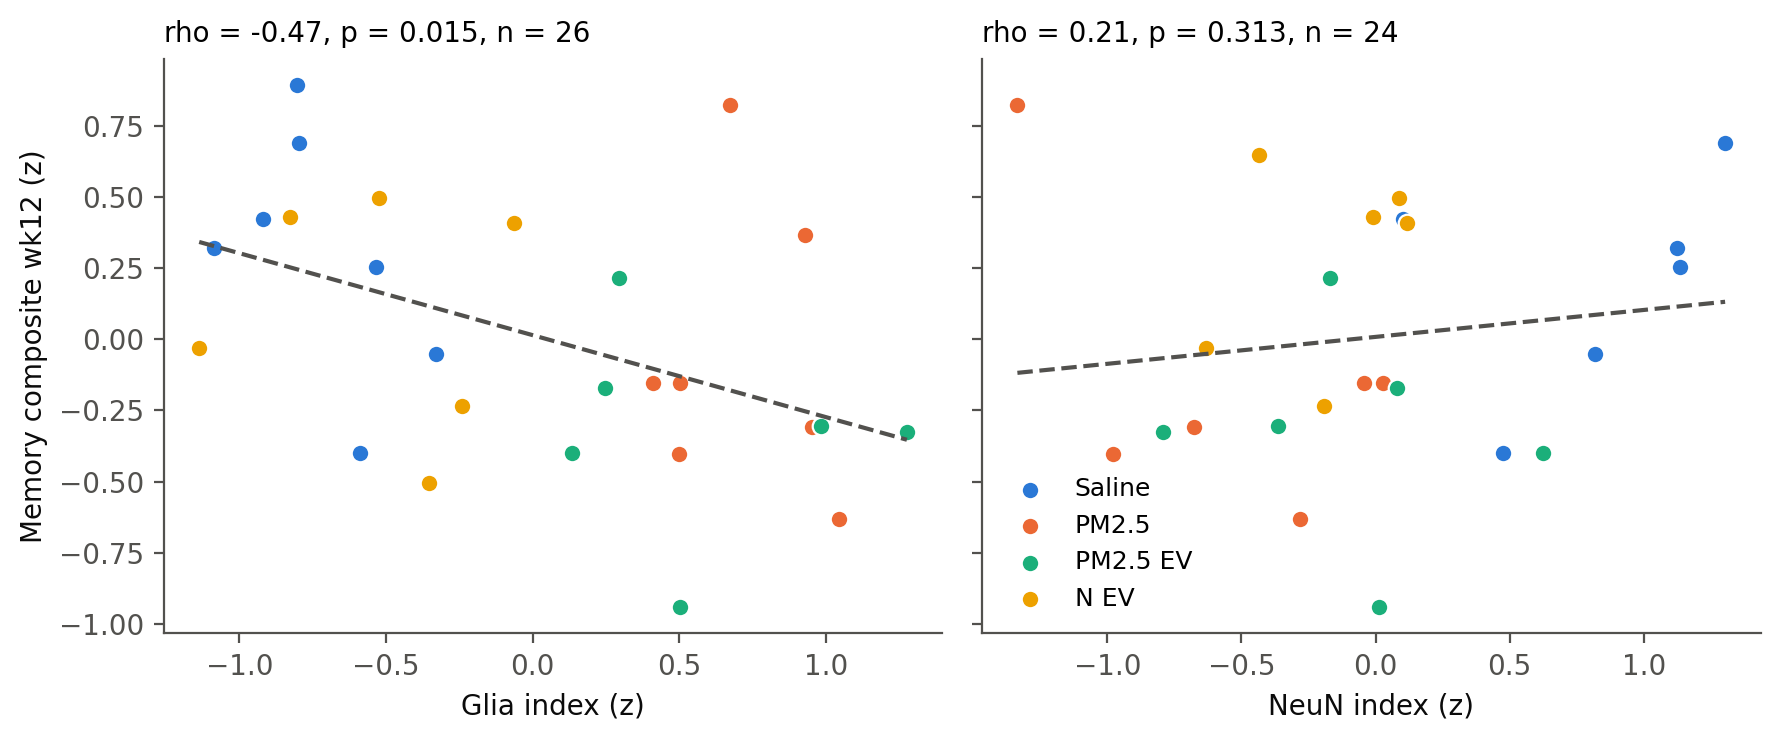 rho = -0.47, p = 0.015, n = 26
rho = 0.21, p = 0.313, n = 24
Memory composite wk12 (z)
0.75
0.50
0.25
0.00
−0.25
−0.50
−0.75
−1.00
−1.0
−0.5
0.0
0.5
1.0
Glia index (z)
Saline
PM2.5
PM2.5 EV
N EV
−1.0
−0.5
0.0
0.5
1.0
NeuN index (z)